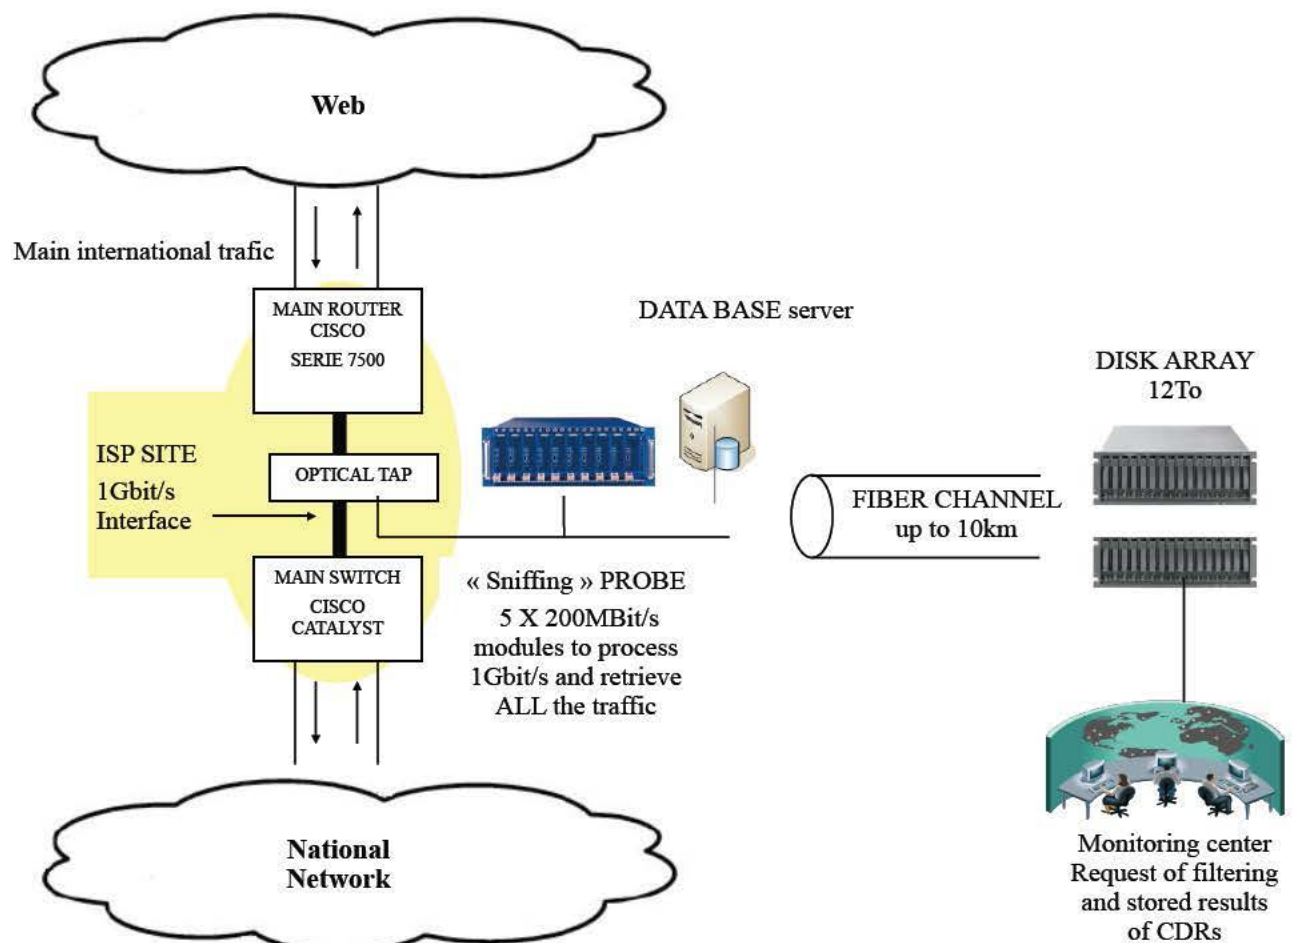 Web
Main international trafic
MAIN ROUTER
CISCO
SERIE 7500
DATA BASE server
DISK ARRAY
12To
ISP SITE
1Gbit/s
Interface
OPTICAL TAP
FIBER CHANNEL
up to 10km
MAIN SWITCH
CISCO
CATALYST
« Sniffing » PROBE
5 X 200MBit/s
modules to process
1Gbit/s and retrieve
ALL the traffic
National
Network
Monitoring center
Request of filtering
and stored results
of CDRs